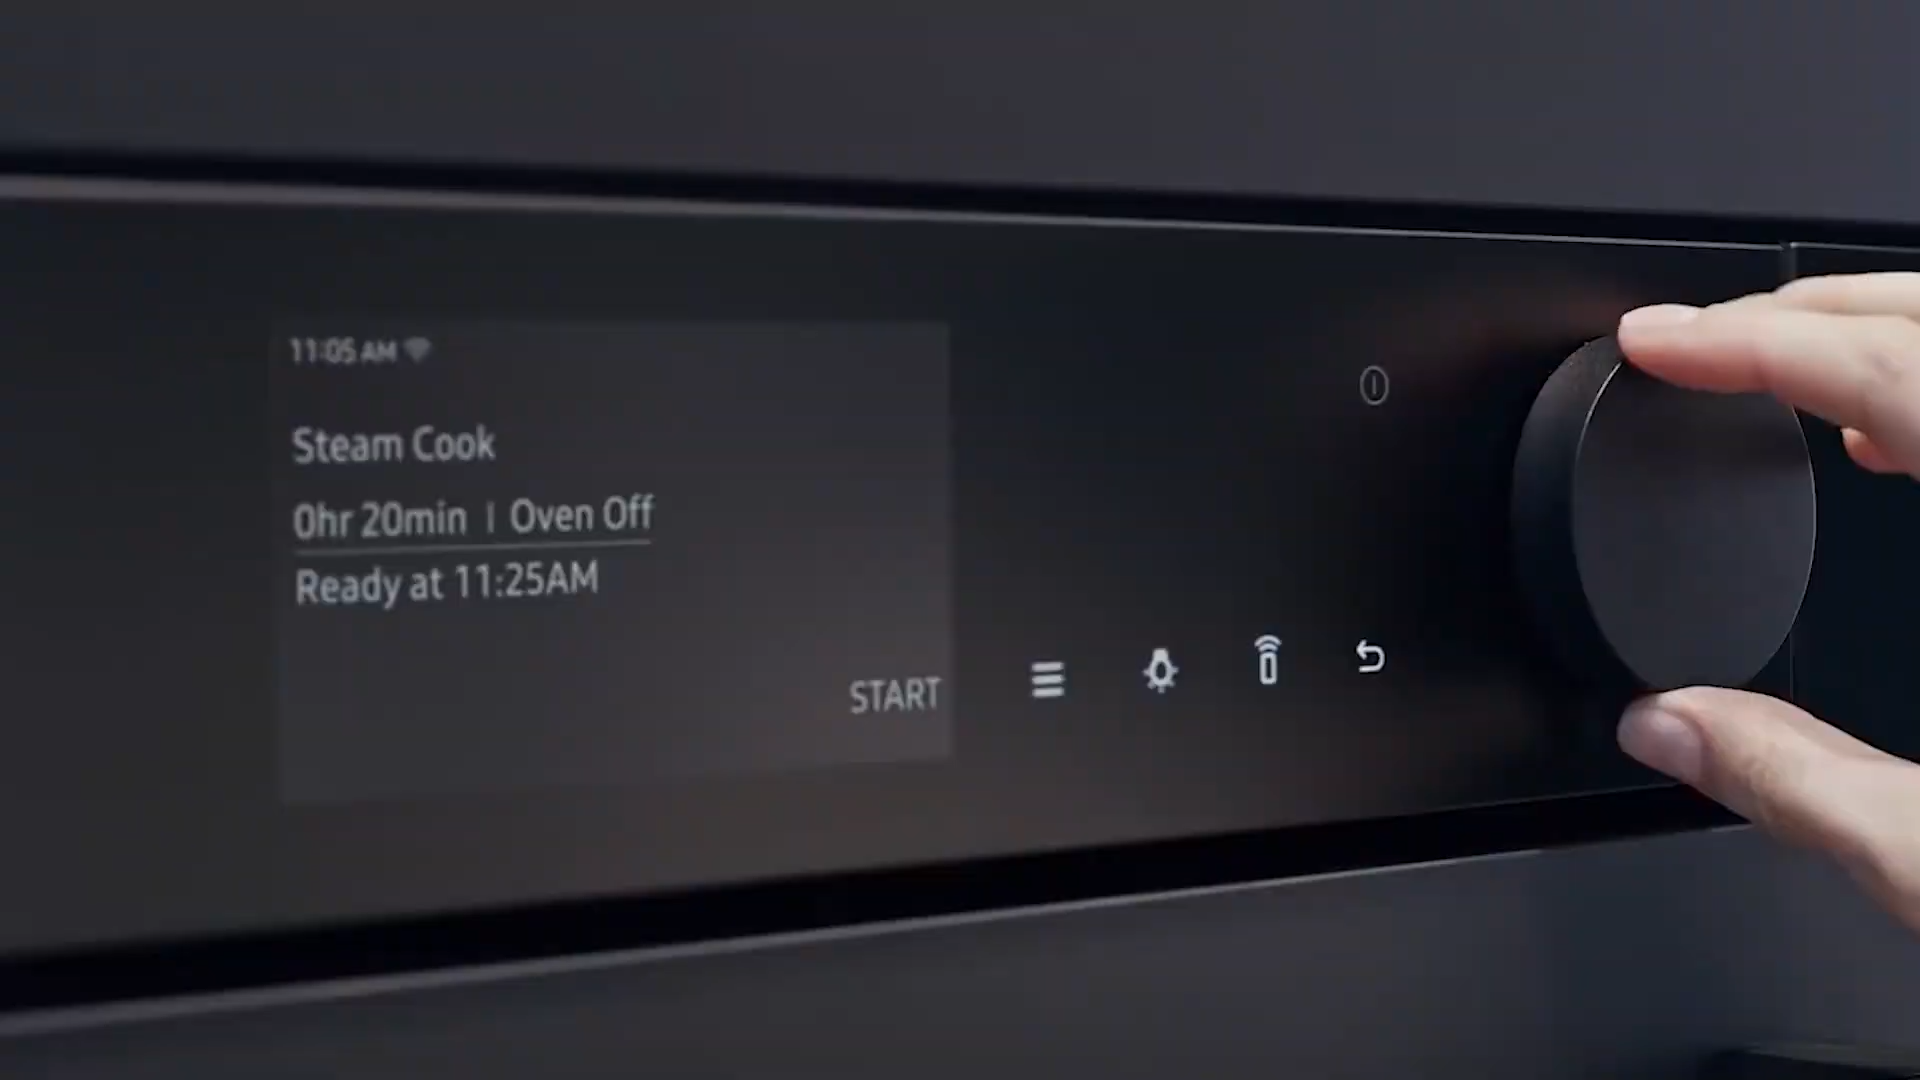 11:05 AM
Steam Cook
0hr 20min | Oven Off
Ready at 11:25AM
START